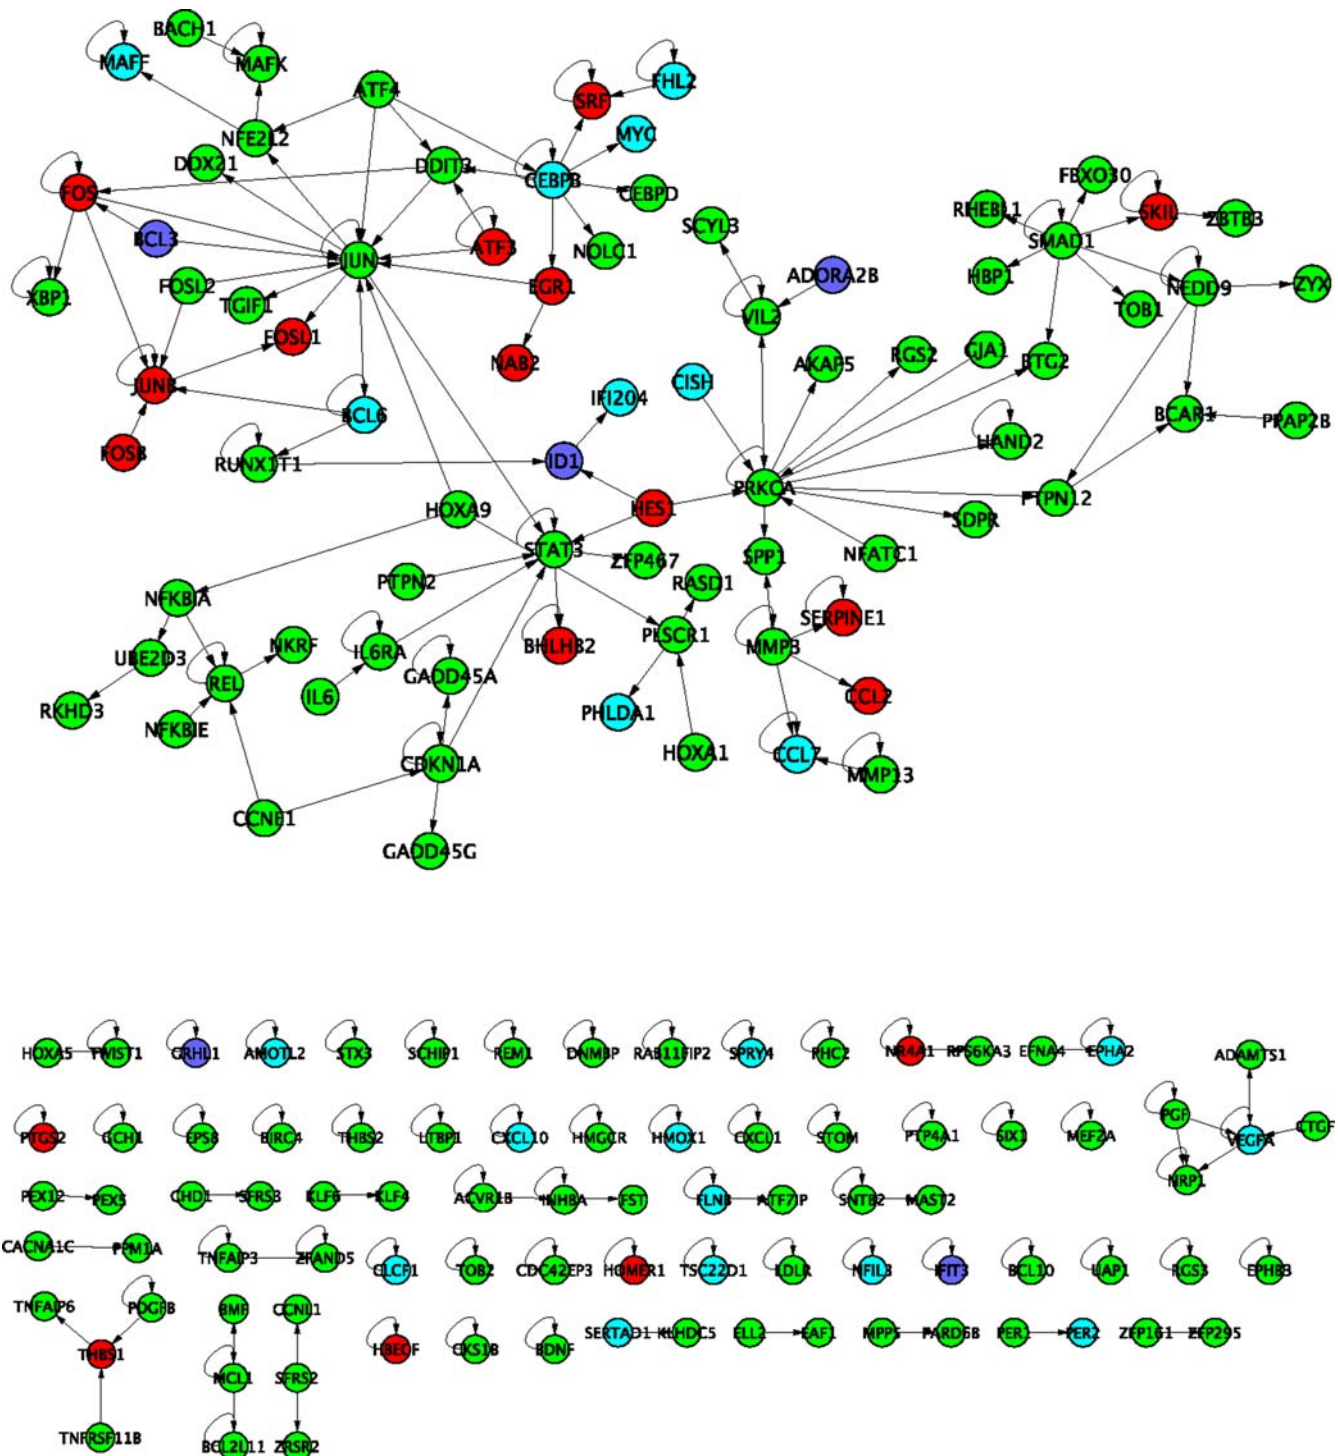 BACH1
MAFF
MAFK
FHL2
ATF4
SRF
MYC
NFE2L2
DDX21
DDIT3
CEBPB
CEBPD
FBXO30
FOS
RHEBL1
SKIL
ZBTB3
SCYL3
BCL3
ATF3
NOLC1
SMAD1
JUN
ADORA2B
HBP1
XBP1
FOSL2
EGR1
NEDD9
ZYX
TGIF1
VIL2
TOB1
FOSL1
NAB2
AKAP5
RGS2
GJA1
BTG2
JUNB
IFI204
CISH
BCL6
BCAR1
PPAP2B
FOSB
RUNX1T1
ID1
HAND2
PRKCA
HOXA9
HES1
PTPN12
SDPR
STAT3
ZFP467
SPP1
NFATC1
PTPN2
RASD1
NFKBIA
SERPINE1
UBE2D3
NKRF
IL6RA
BHLHB2
PLSCR1
MMP3
GADD45A
REL
RKHD3
IL6
CCL2
PHLDA1
NFKBIE
HOXA1
CCL7
MMP13
CDKN1A
CCNE1
GADD45G
HOXA5 TWIST1 GRHL1 AMOTL2 STX3 SCHIP1 REM1 DNMBP RAB11FIP2 SPRY4 PHC2 NR4A1 RPS6KA3 EFNA4 EPHA2 ADAMTS1
PTGS2 GCH1 EPS8 BIRC4 THBS2 LTBP1 CXCL10 HMGCR HMOX1 CXCL1 STOM PTP4A1 SIX1 MEF2A PGF VEGFA CTGF
NRP1
PEX12 PEX5 CHD1 SFRS3 KLF6 KLF4 ACVR1B INHBA FST FLNB ATF7IP SNTB2 MAST2
CACNA1C PPM1A TNFAIP3 ZFAND5 CLCF1 TOB2 CDC42EP3 HOMER1 TSC22D1 LDLR NFIL3 IFIT3 BCL10 UAP1 RGS3 EPHB3
TNFAIP6 PDGFB BMF CCNL1
THBS1 HBEGF CKS1B BDNF SERTAD1 KLHDC5 ELL2 EAF1 MPP5 PARD6B PER1 PER2 ZFP161 ZFP295
MCL1 SFRS2
TNFRSF11B BCL2L11 ZRSR2